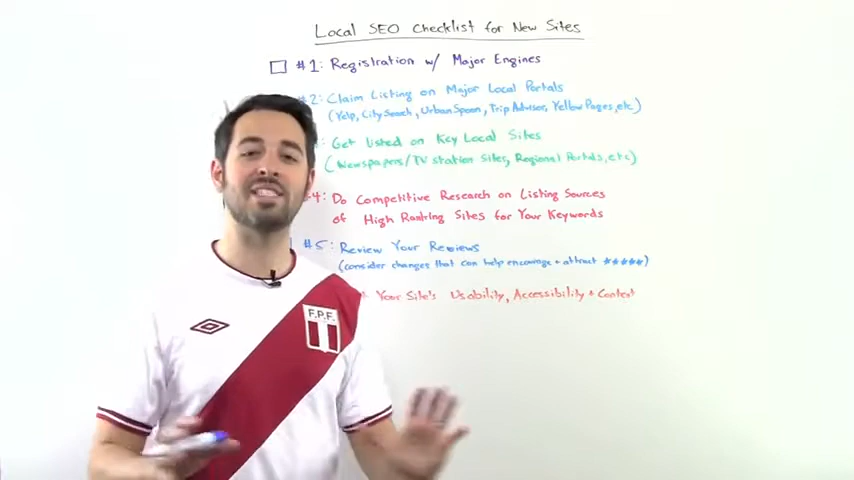 Local SEO Checklist for New Sites
#1: Registration w/ Major Engines
#2: Claim Listing on Major Local Portals
(Yelp, CitySearch, UrbanSpoon, Trip Advisor, YellowPages, etc)
: Get listed on Key Local Sites
(Newspapers/TV station Sites, Regional Portals, etc)
4: Do Competitive Research on Listing Sources
of High Ranking Sites for Your Keywords
#5: Review Your Reviews
(consider changes that can help encourage + attract *****)
Your Site's Usability, Accessibility + Content
F.P.F.